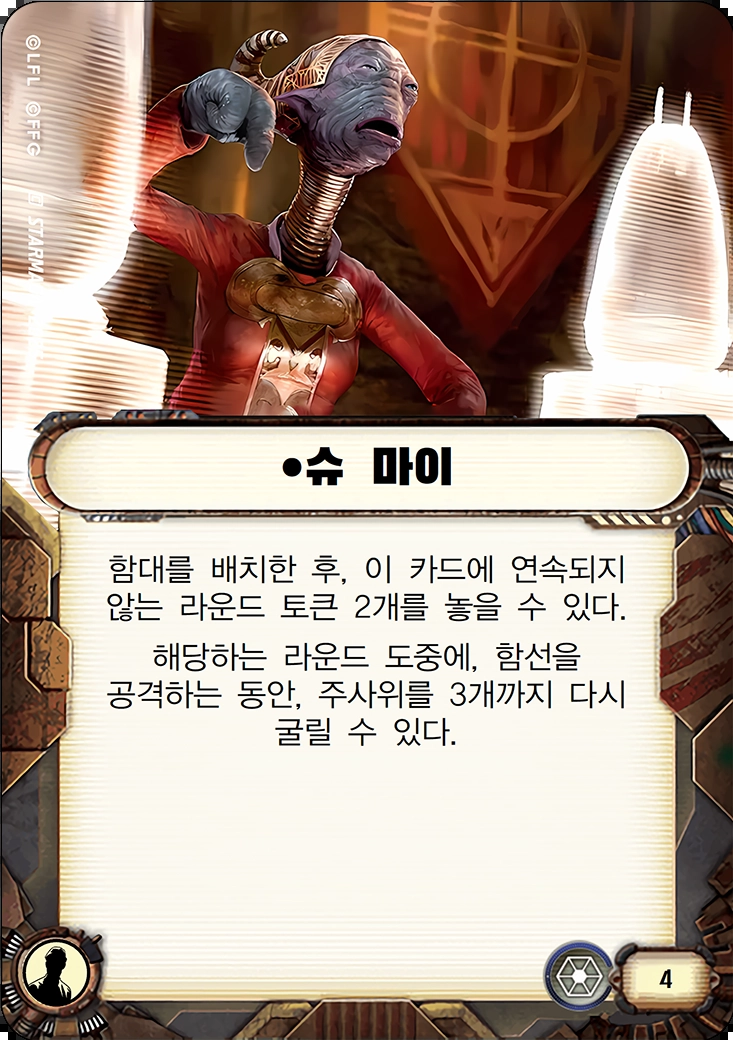 ©LFL ©FFG
•슈 마이
함대를 배치한 후, 이 카드에 연속되지
않는 라운드 토큰 2개를 놓을 수 있다.
해당하는 라운드 도중에, 함선을
공격하는 동안, 주사위를 3개까지 다시
굴릴 수 있다.
4